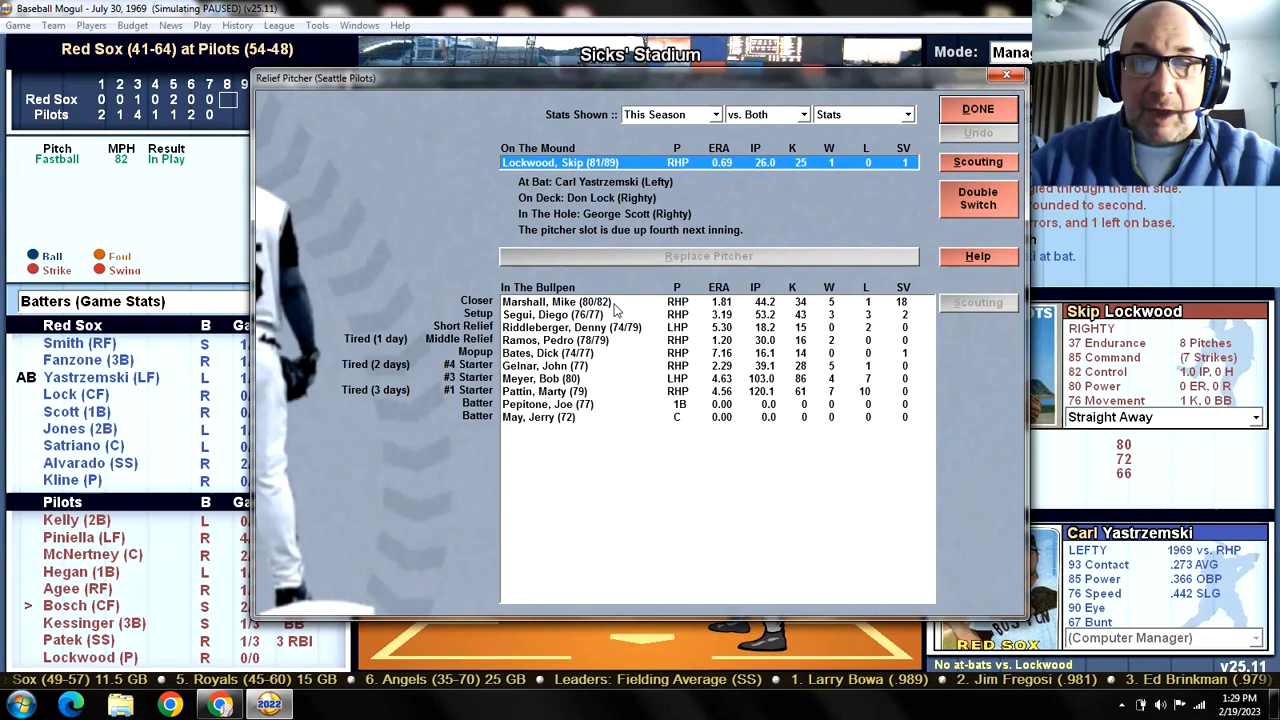 Baseball Mogul - July 30, 1969 (Simulating PAUSED) (v25.11)
Game Team Players Budget News Play History League Tools Windows Help
Red Sox (41-64) at Pilots (54-48)
Sicks' Stadium
Mode:
1 2 3 4 5 6 7 8 9
Red Sox 0 0 1 0 2 0 0
Pilots 2 1 4 1 1 2 0
Pitch MPH Result
Fastball 82 In Play
Ball Foul
Strike Swing
Batters (Game Stats)
Red Sox B
Smith (RF) S
Fanzone (3B) R
AB Yastrzemski (LF) L
Lock (CF) R
Scott (1B) R
Jones (2B) L
Satriano (C) L
Alvarado (SS) R
Kline (P) R
Pilots B
Kelly (2B) L
Piniella (LF) R
McNertney (C) R
Hegan (1B) L
Agee (RF) R
> Bosch (CF) S
Kessinger (3B) S 1/3 BB
Patek (SS) R 1/3 3 RBI
Lockwood (P) R 0/0
Relief Pitcher (Seattle Pilots)
Stats Shown :: This Season vs. Both Stats
DONE
Undo
Scouting
Double Switch
Help
Scouting
On The Mound P ERA IP K W L SV
Lockwood, Skip (81/89) RHP 0.69 26.0 25 1 0 1
At Bat: Carl Yastrzemski (Lefty)
On Deck: Don Lock (Righty)
In The Hole: George Scott (Righty)
The pitcher slot is due up fourth next inning.
Replace Pitcher
In The Bullpen P ERA IP K W L SV
Closer Marshall, Mike (80/82) RHP 1.81 44.2 34 5 1 18
Setup Segui, Diego (76/77) RHP 3.19 53.2 43 3 3 2
Short Relief Riddleberger, Denny (74/79) LHP 5.30 18.2 15 0 2 0
Tired (1 day) Middle Relief Ramos, Pedro (78/79) RHP 1.20 30.0 16 2 0 0
Mopup Bates, Dick (74/77) RHP 7.16 16.1 14 0 0 1
Tired (2 days) #4 Starter Gelnar, John (77) RHP 2.29 39.1 28 5 1 0
#3 Starter Meyer, Bob (80) LHP 4.63 103.0 86 4 7 0
Tired (3 days) #1 Starter Pattin, Marty (79) RHP 4.56 120.1 61 7 10 0
Batter Pepitone, Joe (77) 1B 0.00 0.0 0 0 0 0
Batter May, Jerry (72) C 0.00 0.0 0 0 0 0
through the left side.
to second.
and 1 left on base.
at bat.
Skip Lockwood
RIGHTY
37 Endurance 8 Pitches
85 Command (7 Strikes)
82 Control 1.0 IP, 0 H
80 Power 0 ER, 0 R
76 Movement 1 K, 0 BB
Straight Away
80
72
66
Carl Yastrzemski
LEFTY 1969 vs. RHP
93 Contact .273 AVG
85 Power .366 OBP
76 Speed .442 SLG
90 Eye
67 Bunt
(Computer Manager)
RED SOX
No at-bats vs. Lockwood
v25.11
Sox (49-57) 11.5 GB 5. Royals (45-60) 15 GB 6. Angels (35-70) 25 GB Leaders: Fielding Average (SS) 1. Larry Bowa (.989) 2. Jim Fregosi (.981) 3. Ed Brinkman (.979)
2022
1:29 PM
2/19/2023